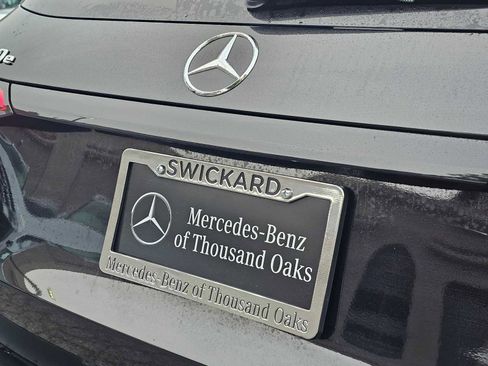 SWICKARD
Mercedes-Benz
of Thousand Oaks
Mercedes-Benz of Thousand Oaks